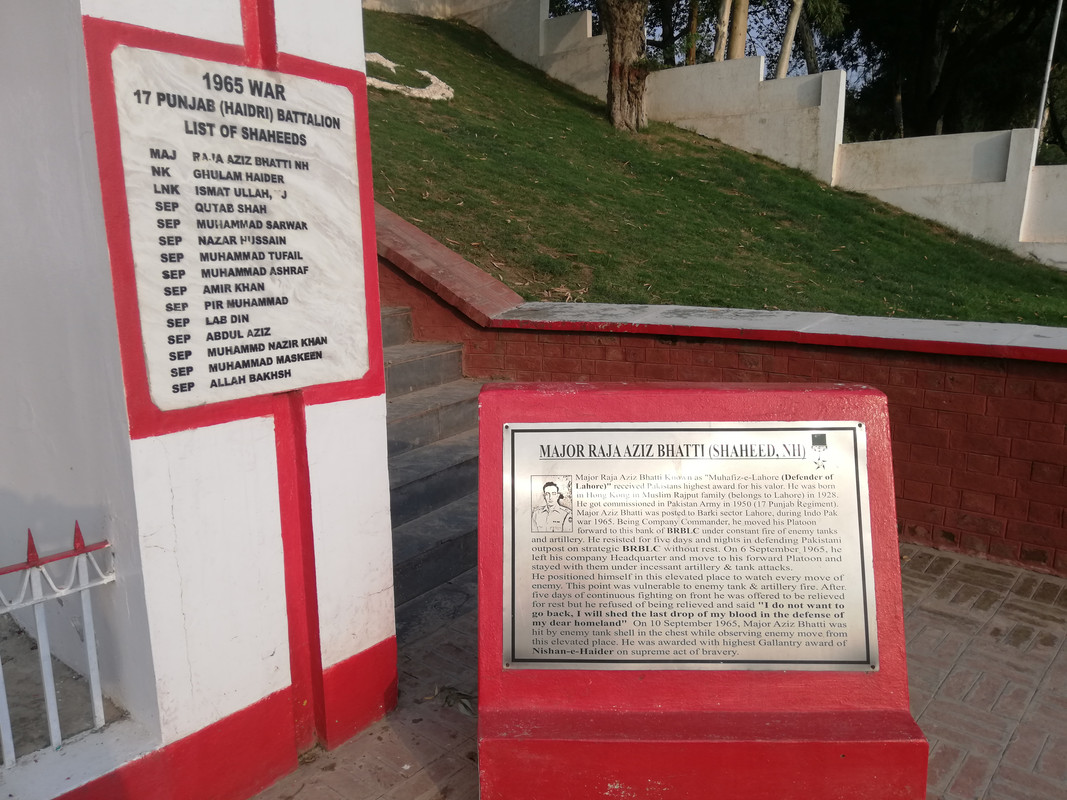 1965 WAR
17 PUNJAB (HAIDRI) BATTALION
LIST OF SHAHEEDS
MAJ RAJA AZIZ BHATTI NH
NK GHULAM HAIDER
LNK ISMAT ULLAH, J
SEP QUTAB SHAH
SEP MUHAMMAD SARWAR
SEP NAZAR HUSSAIN
SEP MUHAMMAD TUFAIL
SEP MUHAMMAD ASHRAF
SEP AMIR KHAN
SEP PIR MUHAMMAD
SEP LAB DIN
SEP ABDUL AZIZ
SEP MUHAMMD NAZIR KHAN
SEP MUHAMMAD MASKEEN
SEP ALLAH BAKHSH
MAJOR RAJA AZIZ BHATTI (SHAHEED, NH)
Major Raja Aziz Bhatti Known as "Muhafiz-e-Lahore (Defender of
Lahore)" received Pakistans highest award for his valor. He was born
in Hong Kong in Muslim Rajput family (belongs to Lahore) in 1928.
He got commissioned in Pakistan Army in 1950 (17 Punjab Regiment).
Major Aziz Bhatti was posted to Barki sector Lahore, during Indo Pak
war 1965. Being Company Commander, he moved his Platoon
forward to this bank of BRBLC under constant fire of enemy tanks
and artillery. He resisted for five days and nights in defending Pakistani
outpost on strategic BRBLC without rest. On 6 September 1965, he
left his company Headquarter and move to his forward Platoon and
stayed with them under incessant artillery & tank attacks.
He positioned himself in this elevated place to watch every move of
enemy. This point was vulnerable to enemy tank & artillery fire. After
five days of continuous fighting on front he was offered to be relieved
for rest but he refused of being relieved and said "I do not want to
go back, I will shed the last drop of my blood in the defense of
my dear homeland" On 10 September 1965, Major Aziz Bhatti was
hit by enemy tank shell in the chest while observing enemy move from
this elevated place. He was awarded with highest Gallantry award of
Nishan-e-Haider on supreme act of bravery.